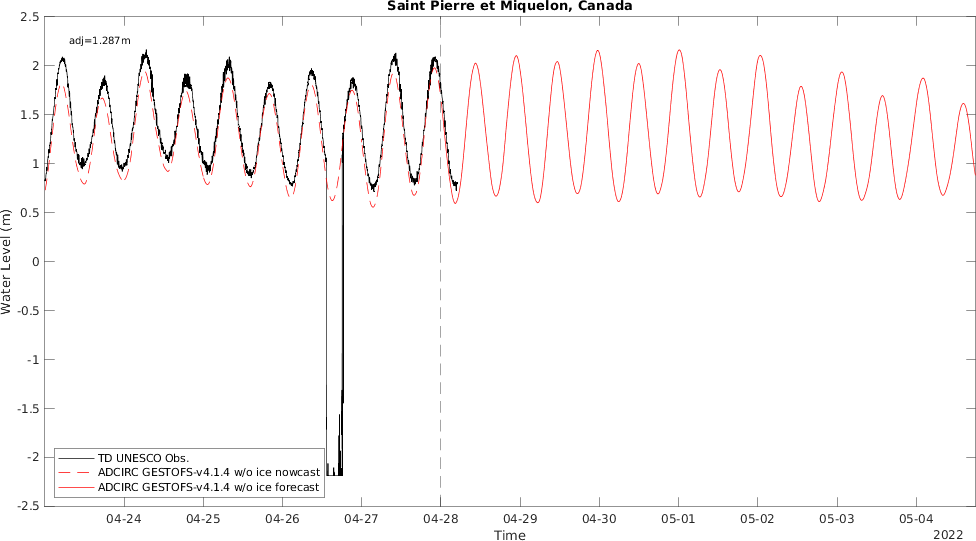 Saint Pierre et Miquelon, Canada
adj=1.287m
Water Level (m)
2.5
2
1.5
1
0.5
0
-0.5
-1
-1.5
-2
-2.5
TD UNESCO Obs.
ADCIRC GESTOFS-v4.1.4 w/o ice nowcast
ADCIRC GESTOFS-v4.1.4 w/o ice forecast
04-24 04-25 04-26 04-27 04-28 04-29 04-30 05-01 05-02 05-03 05-04
Time
2022